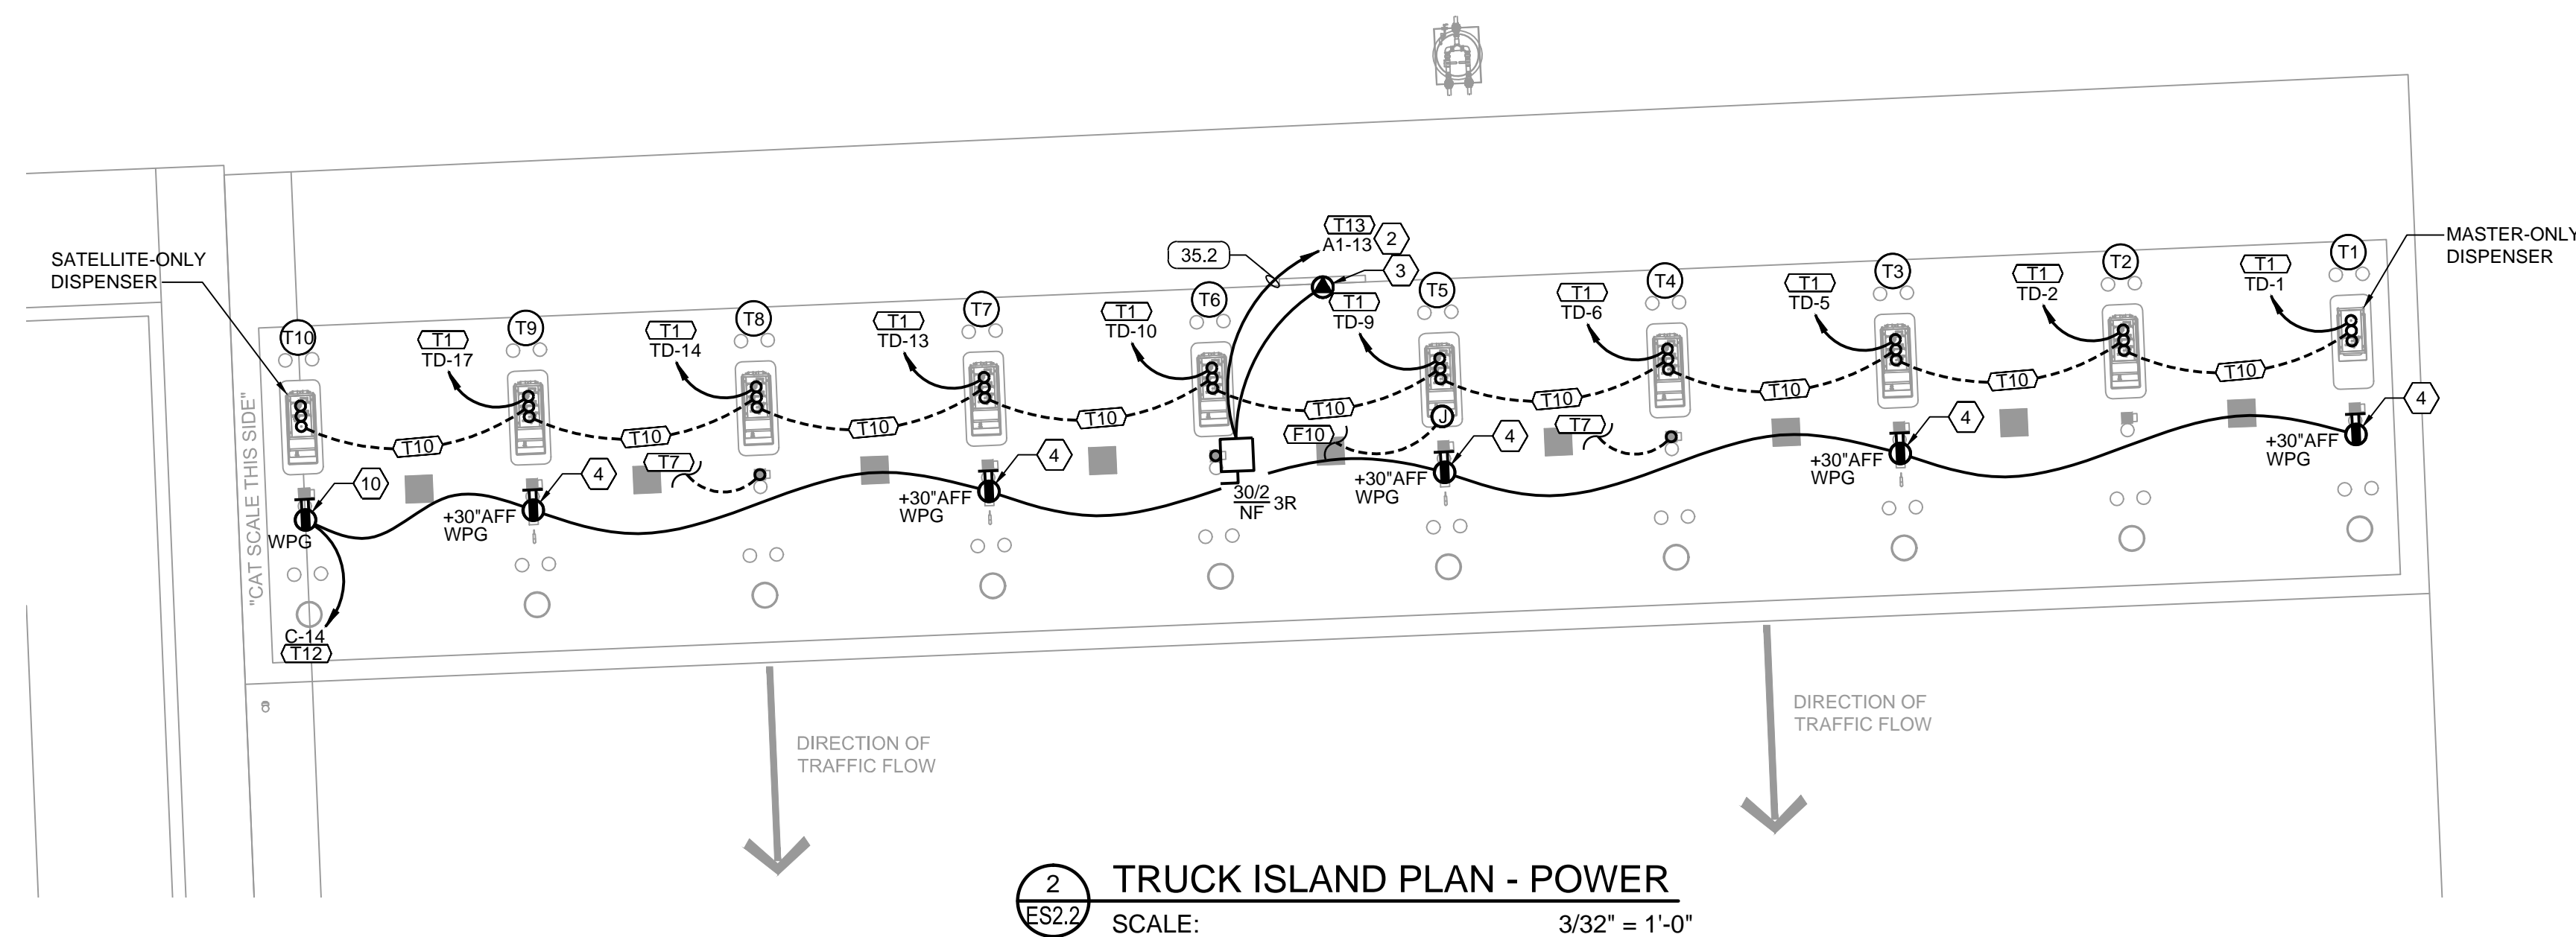 SATELLITE-ONLY
DISPENSER
"CAT SCALE THIS SIDE"
T10
T9
T8
T7
T6
T5
T4
T3
T2
T1
MASTER-ONLY
DISPENSER
T13
A1-13
2
35.2
3
T1
TD-17
T1
TD-14
T1
TD-13
T1
TD-10
T1
TD-9
T1
TD-6
T1
TD-5
T1
TD-2
T1
TD-1
T10
T10
T10
T10
T10
T10
T10
T10
T10
T7
F10
J
T7
10
4
4
4
4
4
WPG
+30"AFF
WPG
+30"AFF
WPG
30/2
NF
3R
+30"AFF
WPG
+30"AFF
WPG
+30"AFF
WPG
C-14
T12
DIRECTION OF
TRAFFIC FLOW
DIRECTION OF
TRAFFIC FLOW
2
ES2.2
TRUCK ISLAND PLAN - POWER
SCALE: 3/32" = 1'-0"